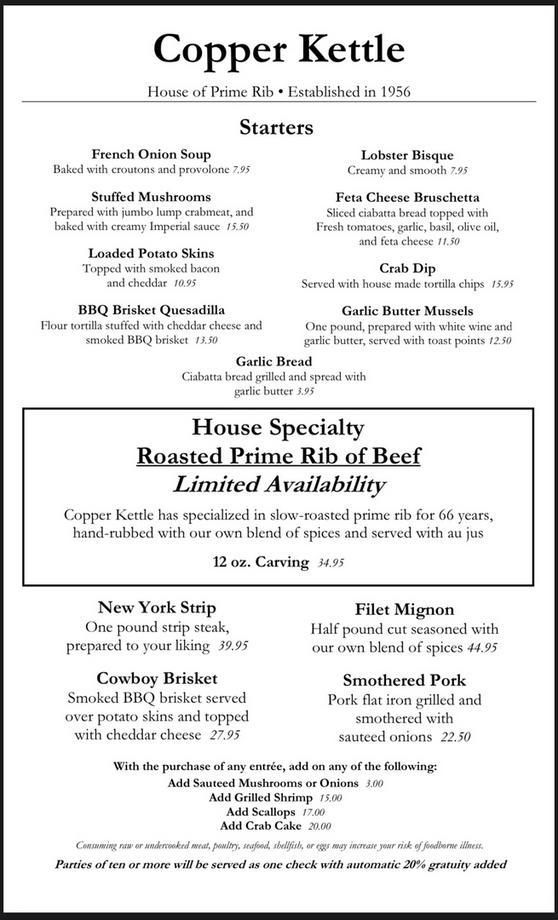 Copper Kettle
House of Prime Rib • Established in 1956
Starters
French Onion Soup
Baked with croutons and provolone 7.95
Stuffed Mushrooms
Prepared with jumbo lump crabmeat, and
baked with creamy Imperial sauce 15.50
Loaded Potato Skins
Topped with smoked bacon
and cheddar 10.95
BBQ Brisket Quesadilla
Flour tortilla stuffed with cheddar cheese and
smoked BBQ brisket 13.50
Lobster Bisque
Creamy and smooth 7.95
Feta Cheese Bruschetta
Sliced ciabatta bread topped with
Fresh tomatoes, garlic, basil, olive oil,
and feta cheese 11.50
Crab Dip
Served with house made tortilla chips 15.95
Garlic Butter Mussels
One pound, prepared with white wine and
garlic butter, served with toast points 12.50
Garlic Bread
Ciabatta bread grilled and spread with
garlic butter 3.95
House Specialty
Roasted Prime Rib of Beef
Limited Availability
Copper Kettle has specialized in slow-roasted prime rib for 66 years,
hand-rubbed with our own blend of spices and served with au jus
12 oz. Carving 34.95
New York Strip
One pound strip steak,
prepared to your liking 39.95
Cowboy Brisket
Smoked BBQ brisket served
over potato skins and topped
with cheddar cheese 27.95
Filet Mignon
Half pound cut seasoned with
our own blend of spices 44.95
Smothered Pork
Pork flat iron grilled and
smothered with
sauteed onions 22.50
With the purchase of any entrée, add on any of the following:
Add Sauteed Mushrooms or Onions 3.00
Add Grilled Shrimp 15.00
Add Scallops 17.00
Add Crab Cake 20.00
Consuming raw or undercooked meat, poultry, seafood, shellfish, or eggs may increase your risk of foodborne illness.
Parties of ten or more will be served as one check with automatic 20% gratuity added